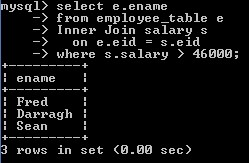 mysql> select e.ename
    -> from employee_table e
    -> Inner Join salary s
    ->   on e.eid = s.eid
    -> where s.salary > 46000;
+---------+
| ename   |
+---------+
| Fred    |
| Darragh |
| Sean    |
+---------+
3 rows in set (0.00 sec)